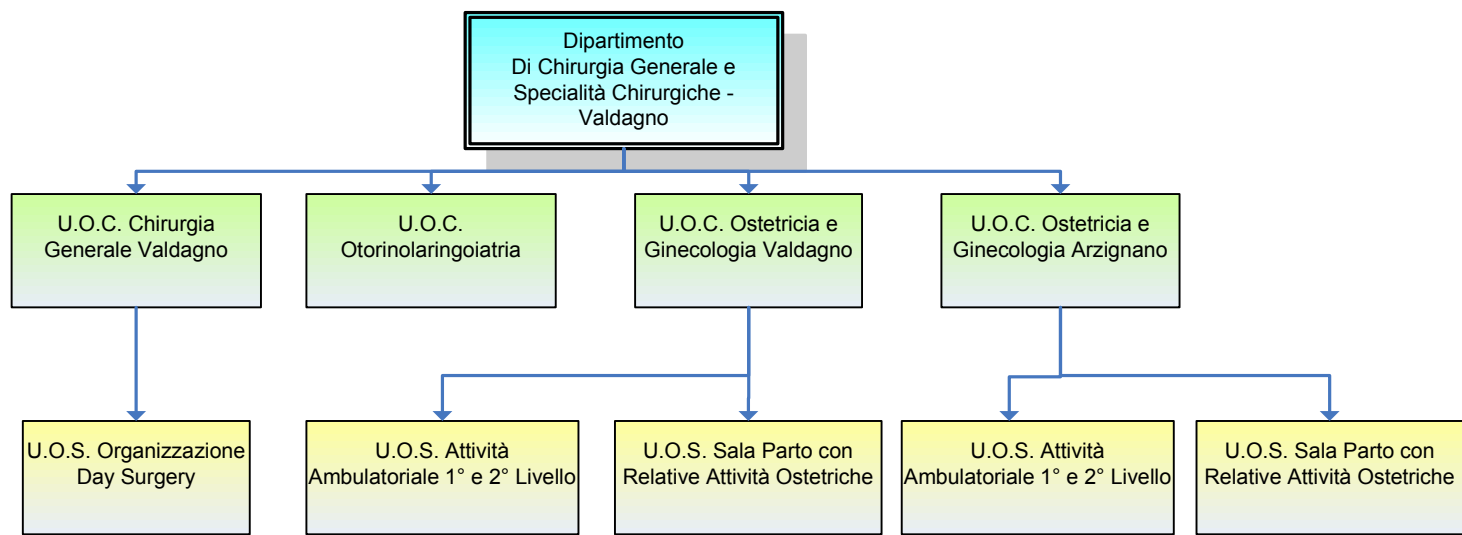 Dipartimento
Di Chirurgia Generale e
Specialità Chirurgiche -
Valdagno
U.O.C. Chirurgia
Generale Valdagno
U.O.C.
Otorinolaringoiatria
U.O.C. Ostetricia e
Ginecologia Valdagno
U.O.C. Ostetricia e
Ginecologia Arzignano
U.O.S. Organizzazione
Day Surgery
U.O.S. Attività
Ambulatoriale 1° e 2° Livello
U.O.S. Sala Parto con
Relative Attività Ostetriche
U.O.S. Attività
Ambulatoriale 1° e 2° Livello
U.O.S. Sala Parto con
Relative Attività Ostetriche